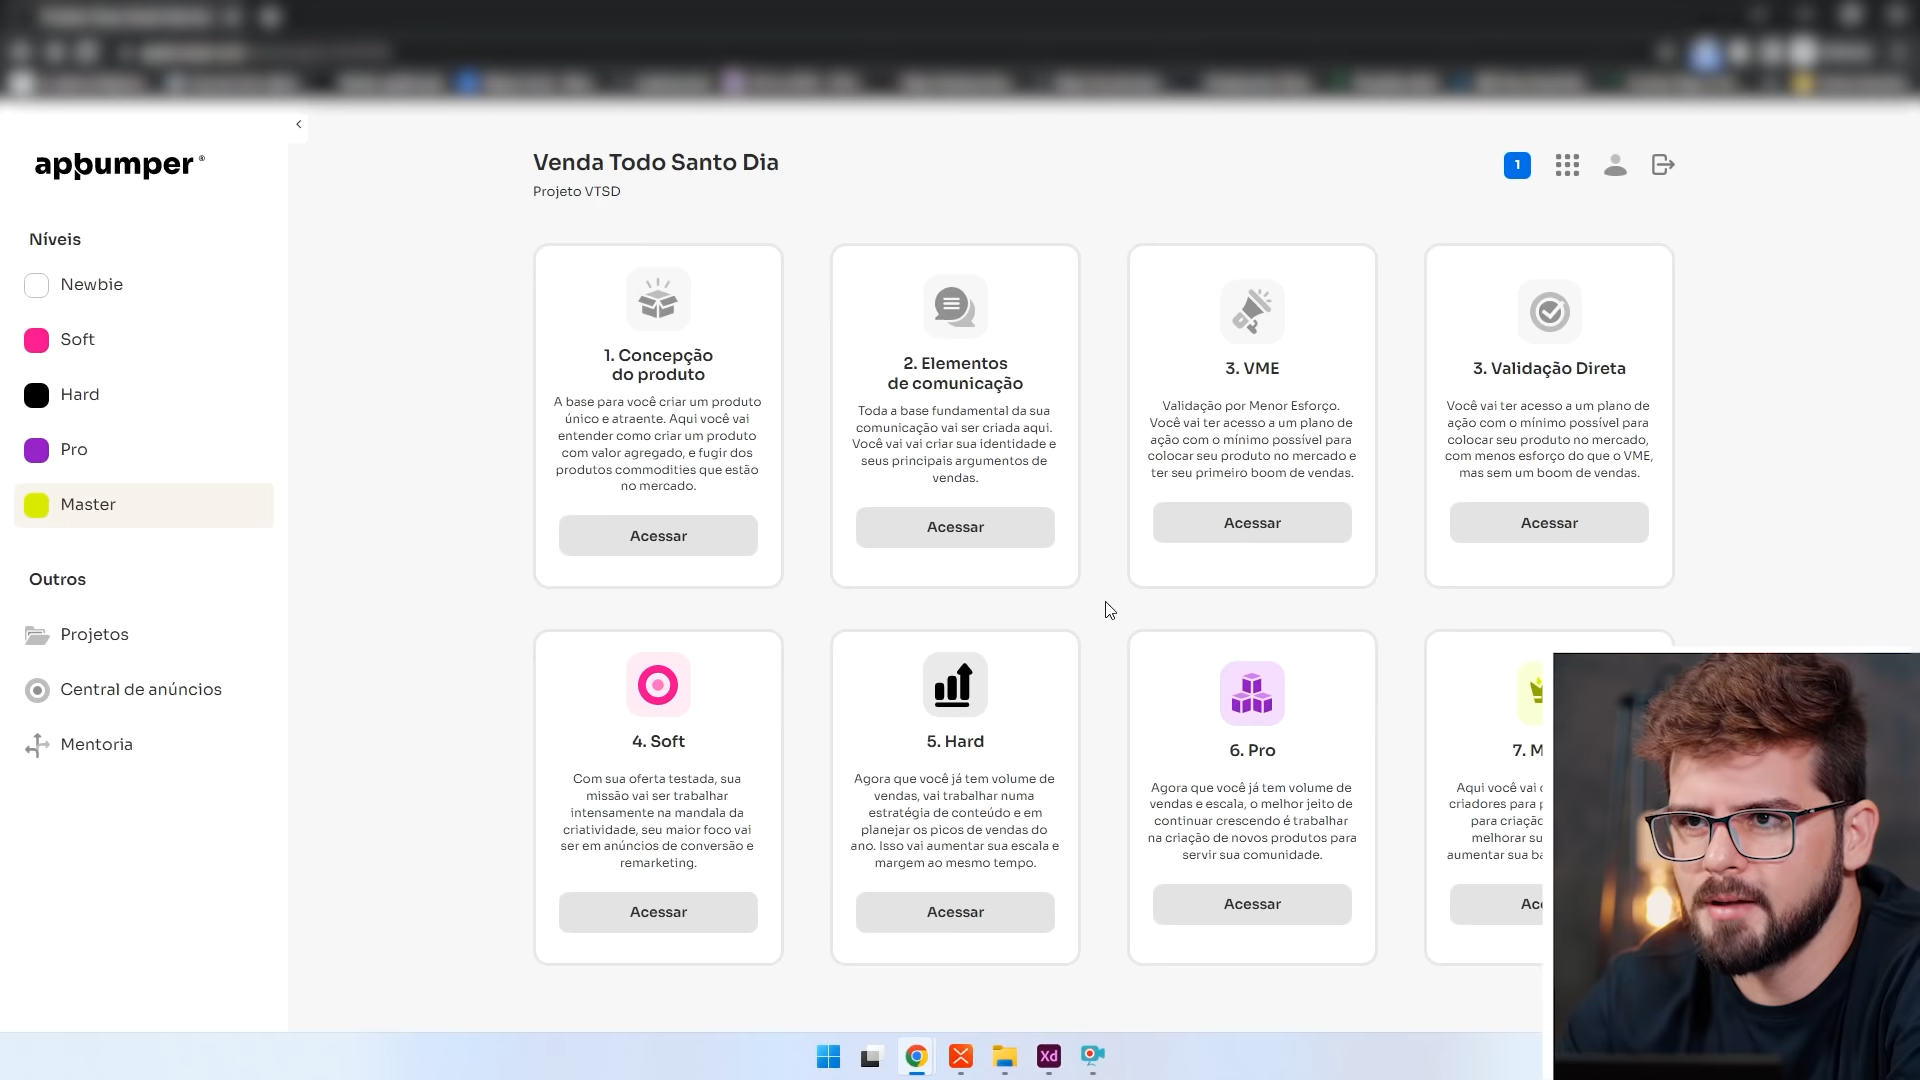 appbumper®
Níveis
Newbie
Soft
Hard
Pro
Master
Outros
Projetos
Central de anúncios
Mentoria
Venda Todo Santo Dia
Projeto VTSD
1
1. Concepção
do produto
A base para você criar um produto
único e atraente. Aqui você vai
entender como criar um produto
com valor agregado, e fugir dos
produtos commodities que estão
no mercado.
Acessar
2. Elementos
de comunicação
Toda a base fundamental da sua
comunicação vai ser criada aqui.
Você vai vai criar sua identidade e
seus principais argumentos de
vendas.
Acessar
3. VME
Validação por Menor Esforço.
Você vai ter acesso a um plano de
ação com o mínimo possível para
colocar seu produto no mercado e
ter seu primeiro boom de vendas.
Acessar
3. Validação Direta
Você vai ter acesso a um plano de
ação com o mínimo possível para
colocar seu produto no mercado,
com menos esforço do que o VME,
mas sem um boom de vendas.
Acessar
4. Soft
Com sua oferta testada, sua
missão vai ser trabalhar
intensamente na mandala da
criatividade, seu maior foco vai
ser em anúncios de conversão e
remarketing.
Acessar
5. Hard
Agora que você já tem volume de
vendas, vai trabalhar numa
estratégia de conteúdo e em
planejar os picos de vendas do
ano. Isso vai aumentar sua escala e
margem ao mesmo tempo.
Acessar
6. Pro
Agora que você já tem volume de
vendas e escala, o melhor jeito de
continuar crescendo é trabalhar
na criação de novos produtos para
servir sua comunidade.
Acessar
7. M
Aqui você vai
criadores para
para criaç
melhorar su
aumentar sua
Ac
Xd